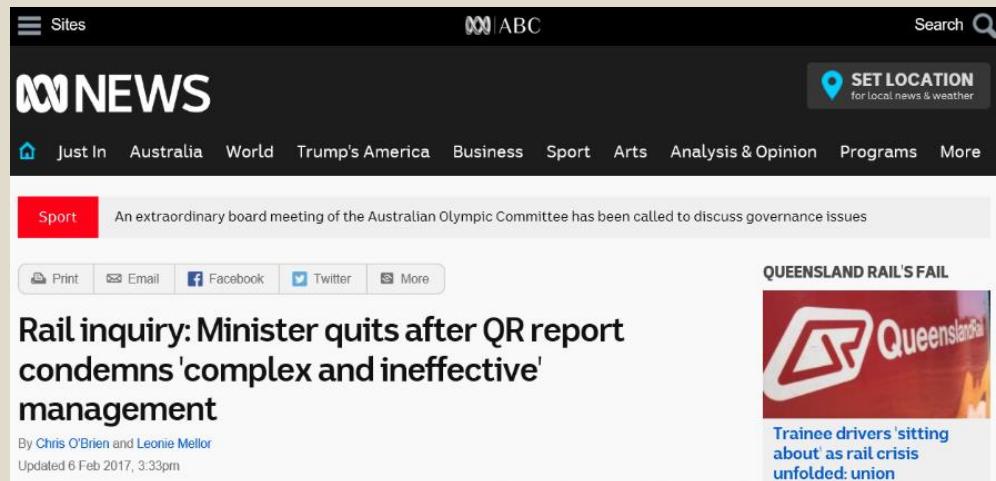 Sites
ABC
Search
NEWS
SET LOCATION
for local news & weather
Just In Australia World Trump's America Business Sport Arts Analysis & Opinion Programs More
Sport An extraordinary board meeting of the Australian Olympic Committee has been called to discuss governance issues
Print Email Facebook Twitter More
Rail inquiry: Minister quits after QR report
condemns 'complex and ineffective'
management
By Chris O'Brien and Leonie Mellor
Updated 6 Feb 2017, 3:33pm
QUEENSLAND RAIL'S FAIL
QueenslandRail
Trainee drivers 'sitting
about' as rail crisis
unfolded: union